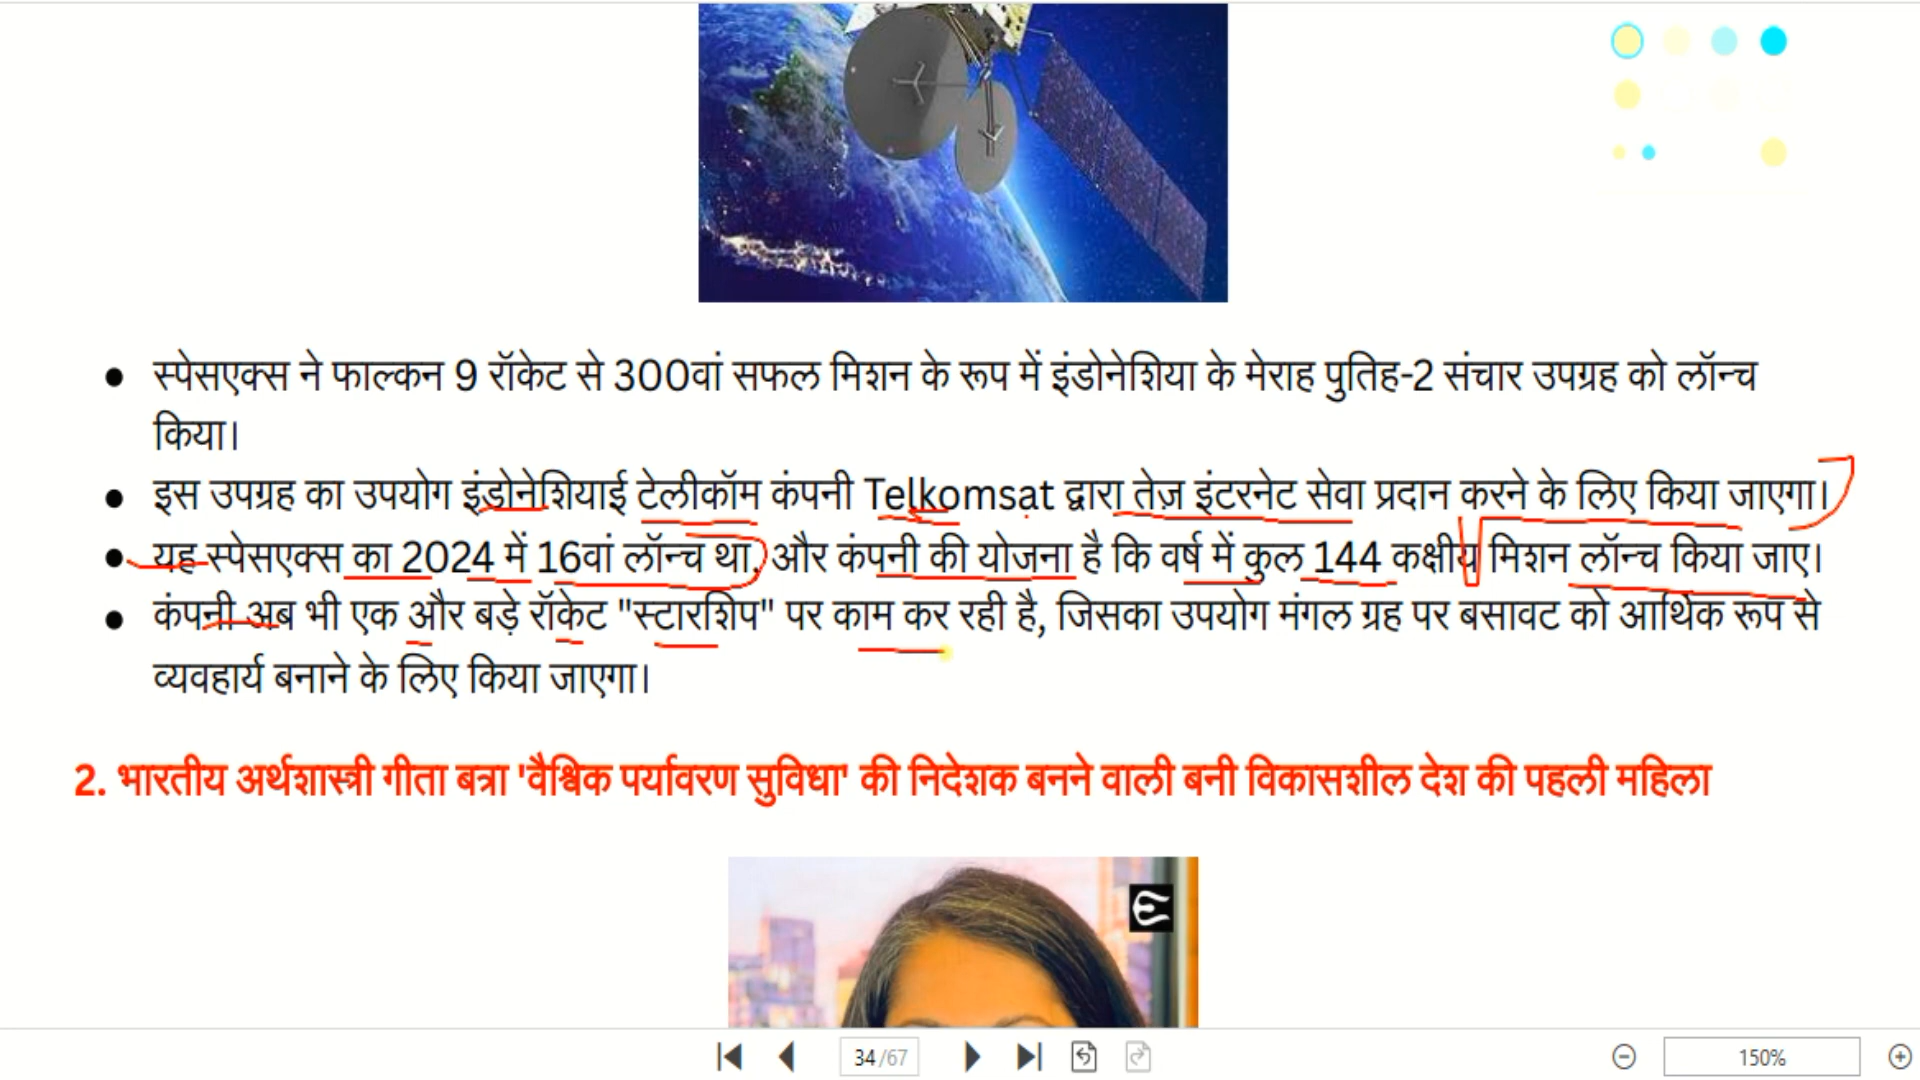 ● स्पेसएक्स ने फाल्कन 9 रॉकेट से 300वां सफल मिशन के रूप में इंडोनेशिया के मेराह पुतिह-2 संचार उपग्रह को लॉन्च
किया।
● इस उपग्रह का उपयोग इंडोनेशियाई टेलीकॉम कंपनी Telkomsat द्वारा तेज़ इंटरनेट सेवा प्रदान करने के लिए किया जाएगा।
● यह स्पेसएक्स का 2024 में 16वां लॉन्च था, और कंपनी की योजना है कि वर्ष में कुल 144 कक्षीय मिशन लॉन्च किया जाए।
● कंपनी अब भी एक और बड़े रॉकेट "स्टारशिप" पर काम कर रही है, जिसका उपयोग मंगल ग्रह पर बसावट को आर्थिक रूप से
व्यवहार्य बनाने के लिए किया जाएगा।
2. भारतीय अर्थशास्त्री गीता बत्रा 'वैश्विक पर्यावरण सुविधा' की निदेशक बनने वाली बनी विकासशील देश की पहली महिला
34 /67
150%